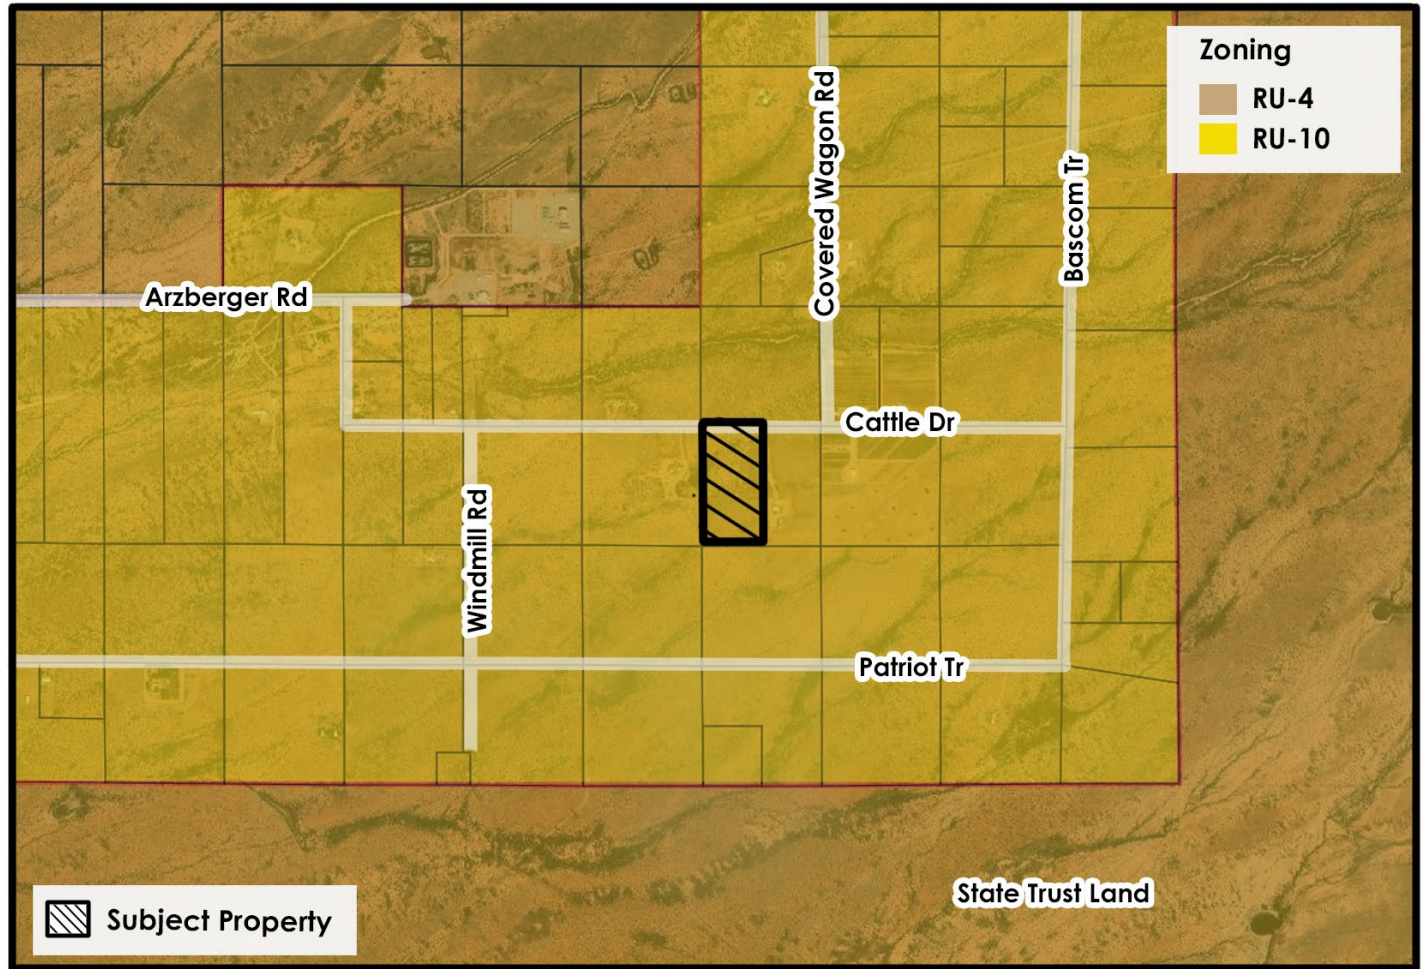 Zoning
RU-4
RU-10
Covered Wagon Rd
Bascom Tr
Arzberger Rd
Cattle Dr
Windmill Rd
Patriot Tr
State Trust Land
Subject Property